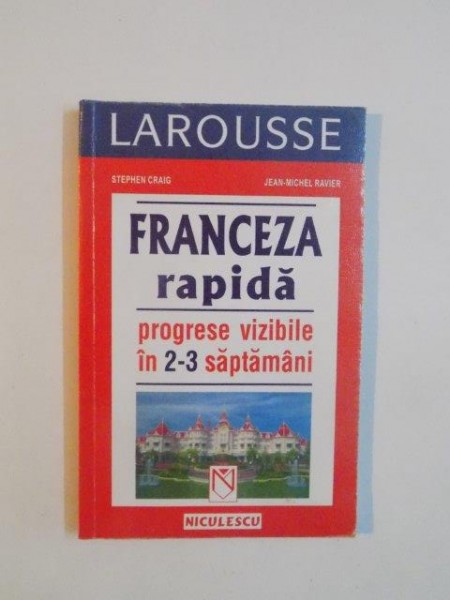 LAROUSSE
STEPHEN CRAIG JEAN-MICHEL RAVIER
FRANCEZA
rapidă
progrese vizibile
în 2-3 săptămâni
N
NICULESCU